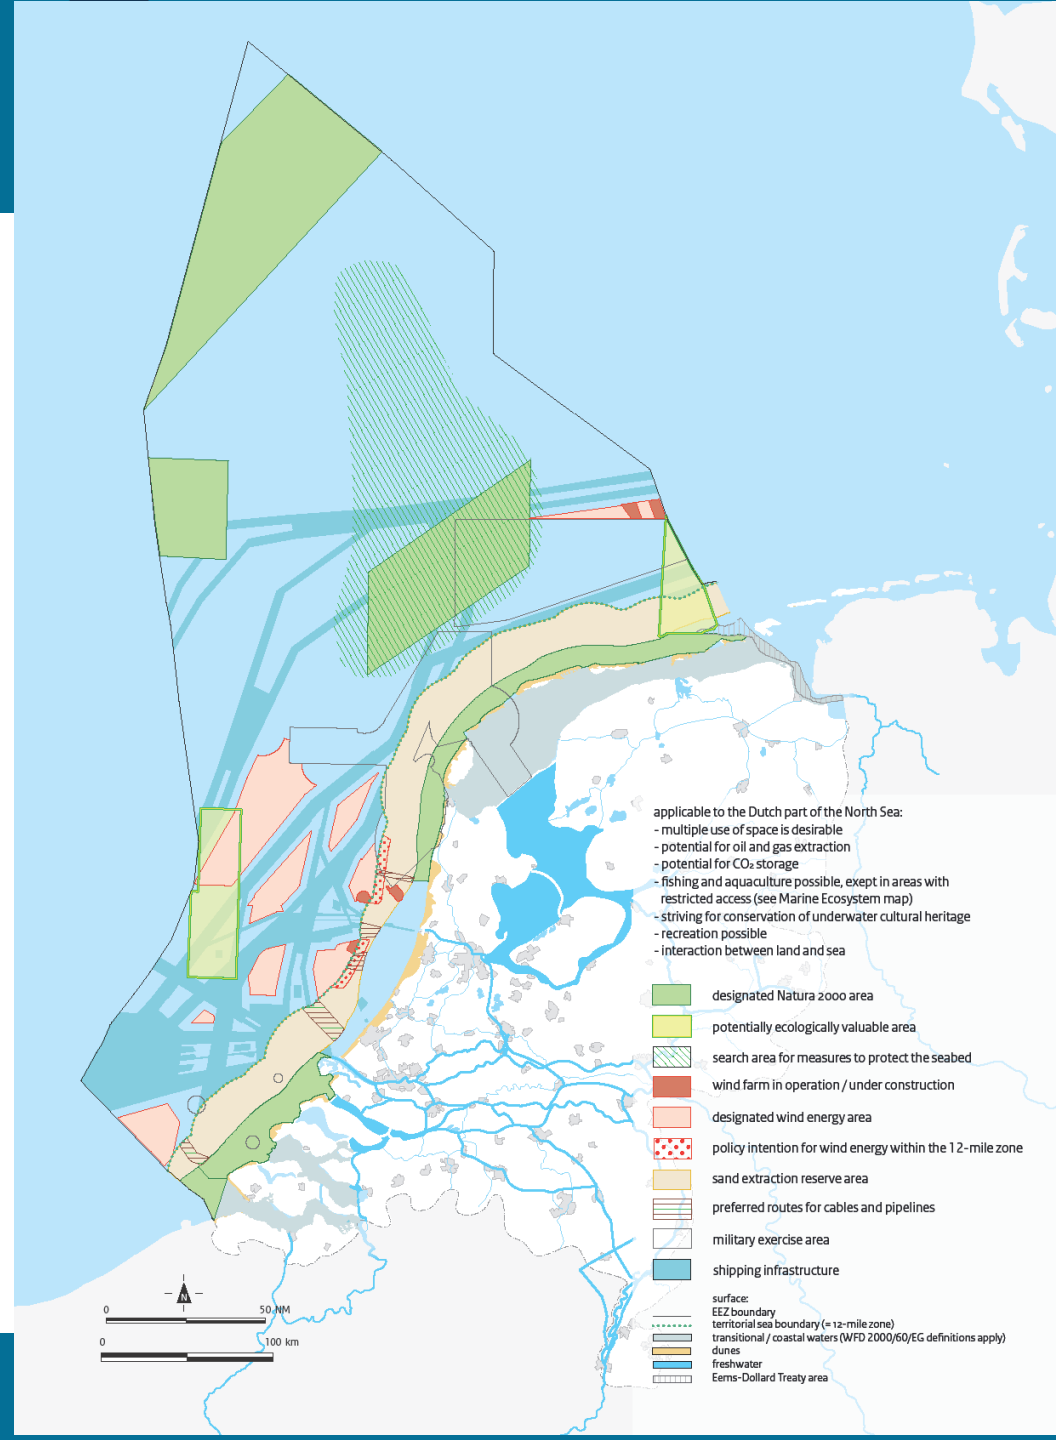 applicable to the Dutch part of the North Sea:
- multiple use of space is desirable
- potential for oil and gas extraction
- potential for CO₂ storage
- fishing and aquaculture possible, exept in areas with
restricted access (see Marine Ecosystem map)
- striving for conservation of underwater cultural heritage
- recreation possible
- interaction between land and sea
designated Natura 2000 area
potentially ecologically valuable area
search area for measures to protect the seabed
wind farm in operation / under construction
designated wind energy area
policy intention for wind energy within the 12-mile zone
sand extraction reserve area
preferred routes for cables and pipelines
military exercise area
shipping infrastructure
surface:
EEZ boundary
territorial sea boundary (= 12-mile zone)
transitional / coastal waters (WFD 2000/60/EG definitions apply)
dunes
freshwater
Eems-Dollard Treaty area
N
0 50 NM
0 100 km